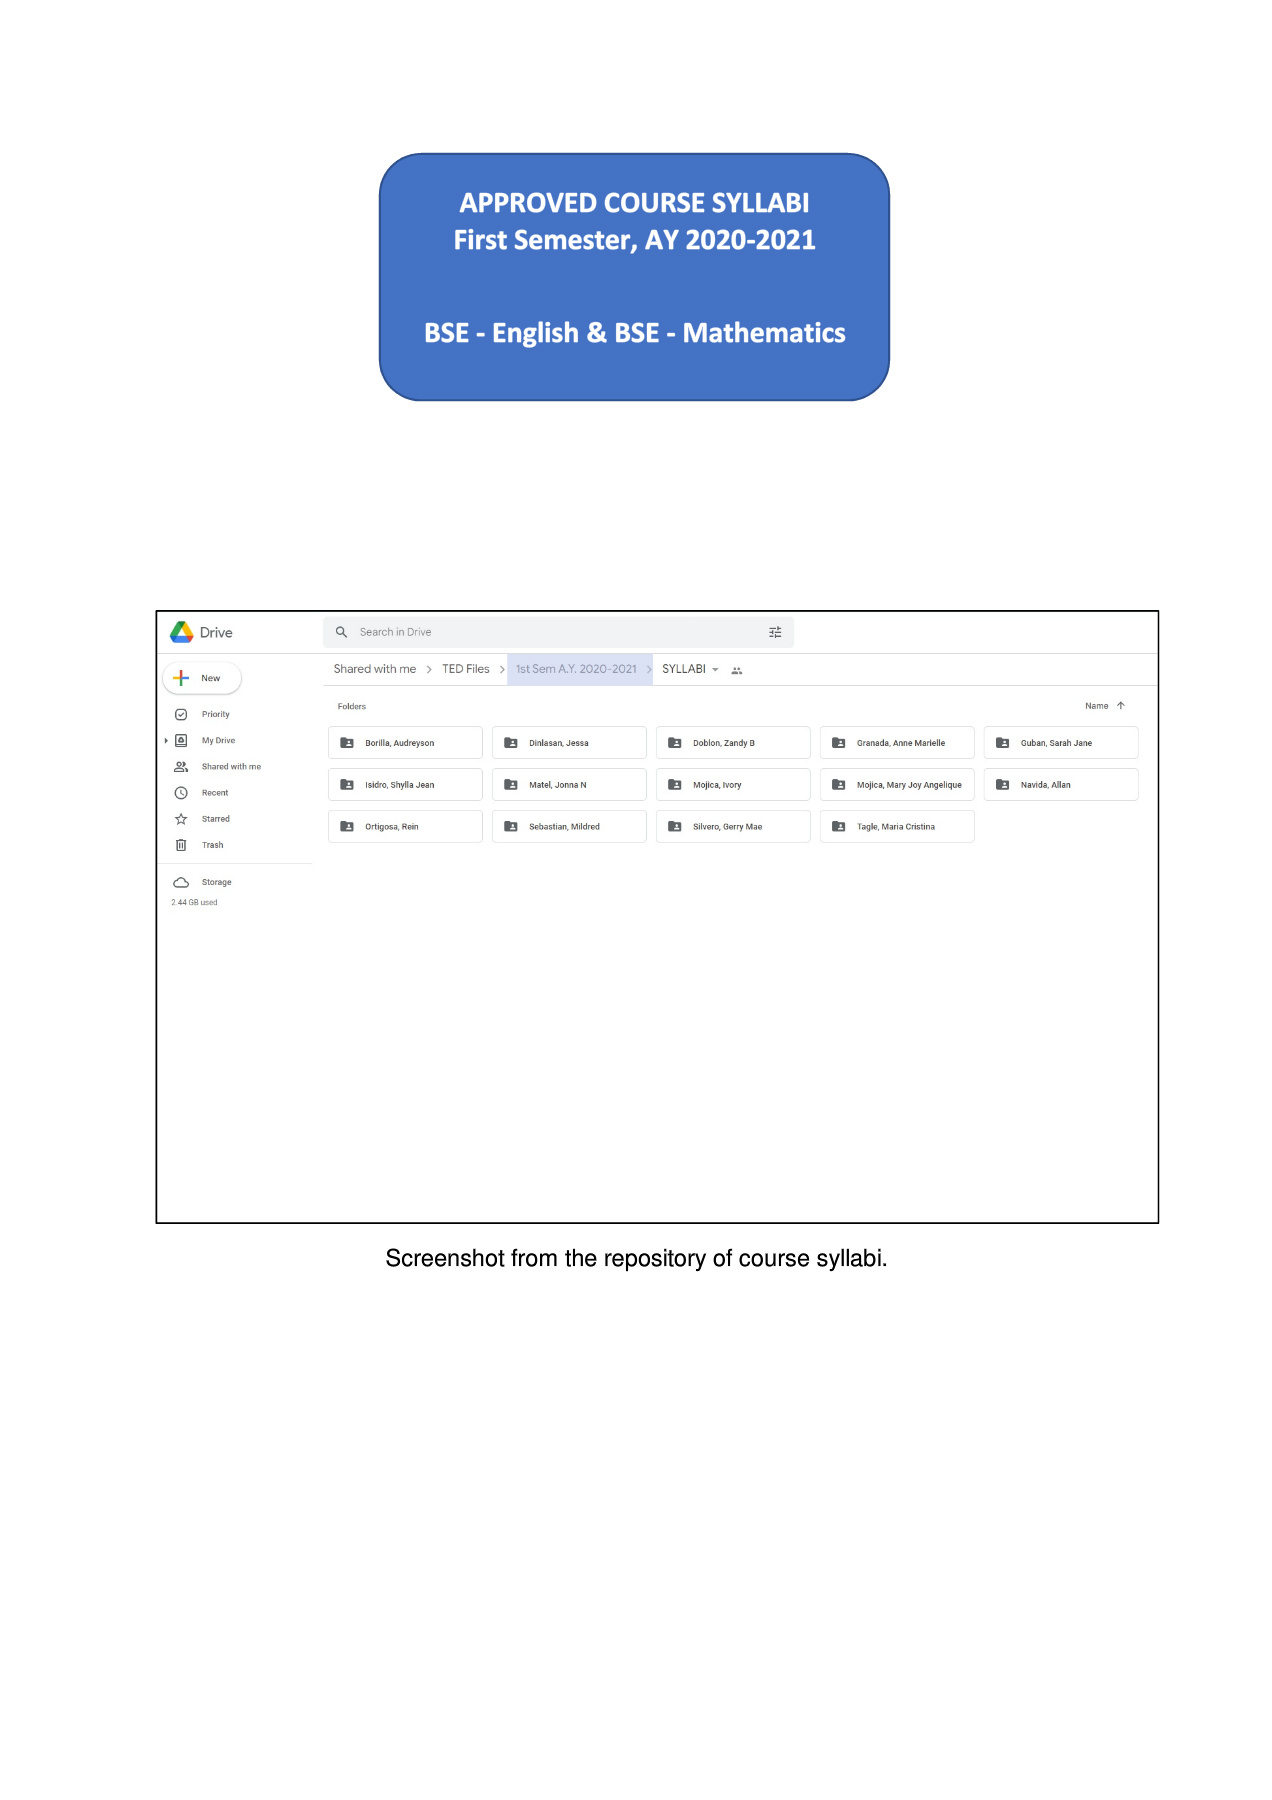 APPROVED COURSE SYLLABI
First Semester, AY 2020-2021
BSE - English & BSE - Mathematics
Drive
Search in Drive
New
Shared with me > TED Files > 1st Sem A.Y. 2020-2021 > SYLLABI
Priority
My Drive
Shared with me
Recent
Starred
Trash
Storage
2.44 GB used
Folders
Name
Borilla, Audreyson
Dinlasan, Jessa
Doblon, Zandy B
Granada, Anne Marielle
Guban, Sarah Jane
Isidro, Shylla Jean
Matel, Jonna N
Mojica, Ivory
Mojica, Mary Joy Angelique
Navida, Allan
Ortigosa, Rein
Sebastian, Mildred
Silvero, Gerry Mae
Tagle, Maria Cristina
Screenshot from the repository of course syllabi.